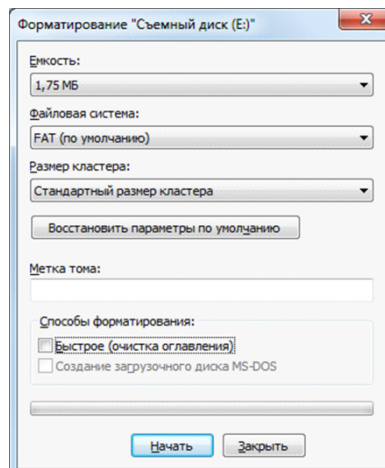 Форматирование "Съемный диск (E:)"
Емкость:
1,75 МБ
Файловая система:
FAT (по умолчанию)
Размер кластера:
Стандартный размер кластера
Восстановить параметры по умолчанию
Метка тома:
Способы форматирования:
Быстрое (очистка оглавления)
Создание загрузочного диска MS-DOS
Начать
Закрыть